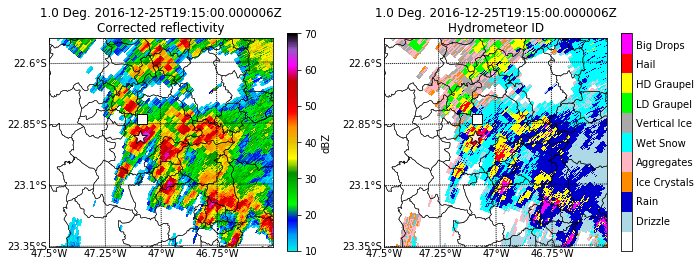 1.0 Deg. 2016-12-25T19:15:00.000006Z
Corrected reflectivity
22.6°S
22.85°S
23.1°S
23.35°S
47.5°W
47.25°W
47°W
46.75°W
70
60
50
40
30
20
10
dBZ
1.0 Deg. 2016-12-25T19:15:00.000006Z
Hydrometeor ID
22.6°S
22.85°S
23.1°S
23.35°S
47.5°W
47.25°W
47°W
46.75°W
Big Drops
Hail
HD Graupel
LD Graupel
Vertical Ice
Wet Snow
Aggregates
Ice Crystals
Rain
Drizzle